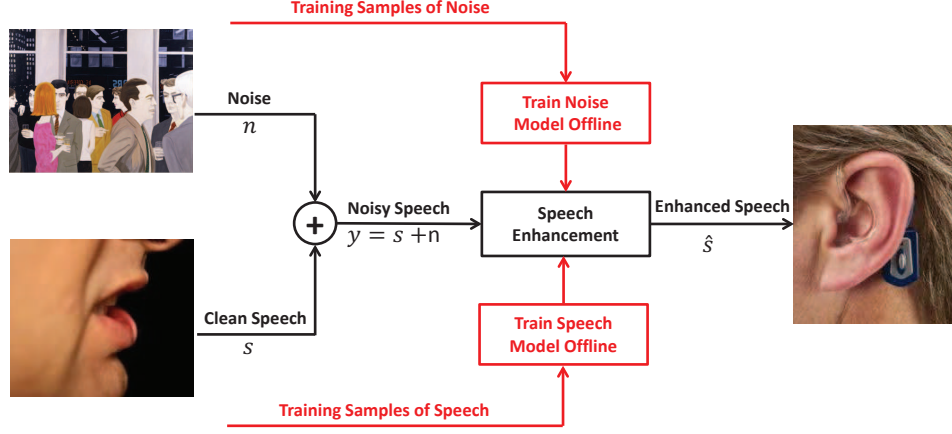 Training Samples of Noise
Train Noise
Model Offline
Noise
n
Noisy Speech
y = s +n
+
Speech
Enhancement
Enhanced Speech
ŝ
Clean Speech
s
Train Speech
Model Offline
Training Samples of Speech